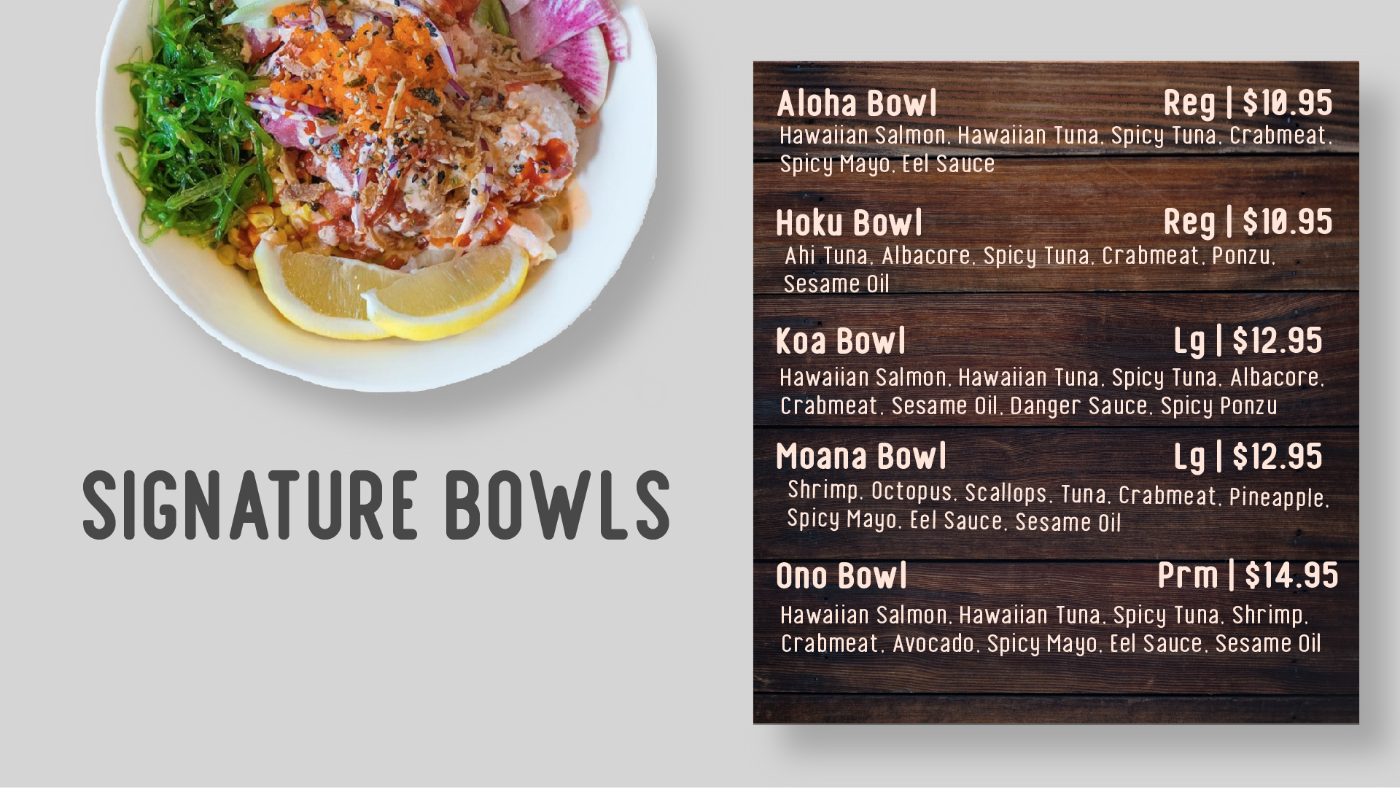 SIGNATURE BOWLS
Aloha Bowl Reg | $10.95
Hawaiian Salmon, Hawaiian Tuna, Spicy Tuna, Crabmeat,
Spicy Mayo, Eel Sauce
Hoku Bowl Reg | $10.95
Ahi Tuna, Albacore, Spicy Tuna, Crabmeat, Ponzu,
Sesame Oil
Koa Bowl Lg | $12.95
Hawaiian Salmon, Hawaiian Tuna, Spicy Tuna, Albacore,
Crabmeat, Sesame Oil, Danger Sauce, Spicy Ponzu
Moana Bowl Lg | $12.95
Shrimp, Octopus, Scallops, Tuna, Crabmeat, Pineapple,
Spicy Mayo, Eel Sauce, Sesame Oil
Ono Bowl Prm | $14.95
Hawaiian Salmon, Hawaiian Tuna, Spicy Tuna, Shrimp,
Crabmeat, Avocado, Spicy Mayo, Eel Sauce, Sesame Oil